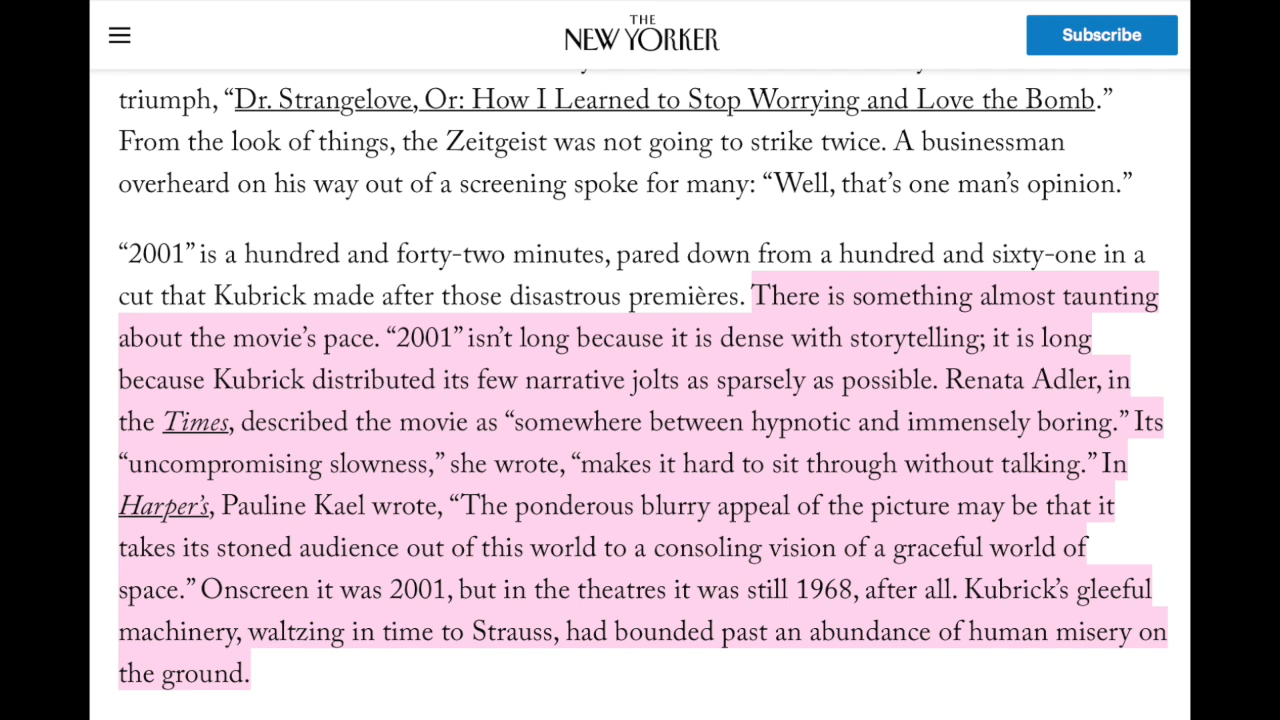 THE
NEW YORKER
Subscribe
triumph, “Dr. Strangelove, Or: How I Learned to Stop Worrying and Love the Bomb.”
From the look of things, the Zeitgeist was not going to strike twice. A businessman
overheard on his way out of a screening spoke for many: “Well, that’s one man’s opinion.”
“2001” is a hundred and forty-two minutes, pared down from a hundred and sixty-one in a
cut that Kubrick made after those disastrous premières. There is something almost taunting
about the movie’s pace. “2001” isn’t long because it is dense with storytelling; it is long
because Kubrick distributed its few narrative jolts as sparsely as possible. Renata Adler, in
the Times, described the movie as “somewhere between hypnotic and immensely boring.” Its
“uncompromising slowness,” she wrote, “makes it hard to sit through without talking.” In
Harper’s, Pauline Kael wrote, “The ponderous blurry appeal of the picture may be that it
takes its stoned audience out of this world to a consoling vision of a graceful world of
space.” Onscreen it was 2001, but in the theatres it was still 1968, after all. Kubrick’s gleeful
machinery, waltzing in time to Strauss, had bounded past an abundance of human misery on
the ground.